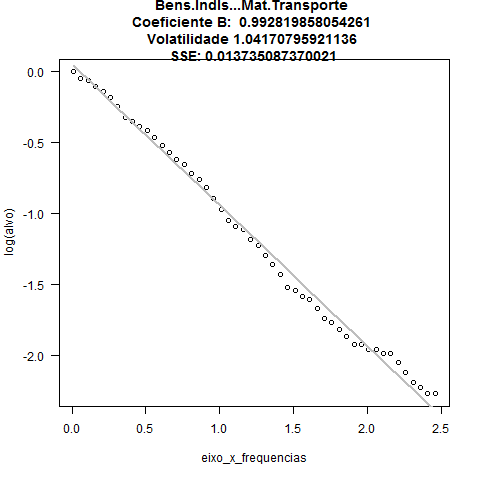 Bens.Indis...Mat.Transporte
Coeficiente B:  0.992819858054261
Volatilidade 1.04170795921136
SSE: 0.013735087370021
0.0
-0.5
-1.0
-1.5
-2.0
log(alvo)
0.0 0.5 1.0 1.5 2.0 2.5
eixo_x_frequencias